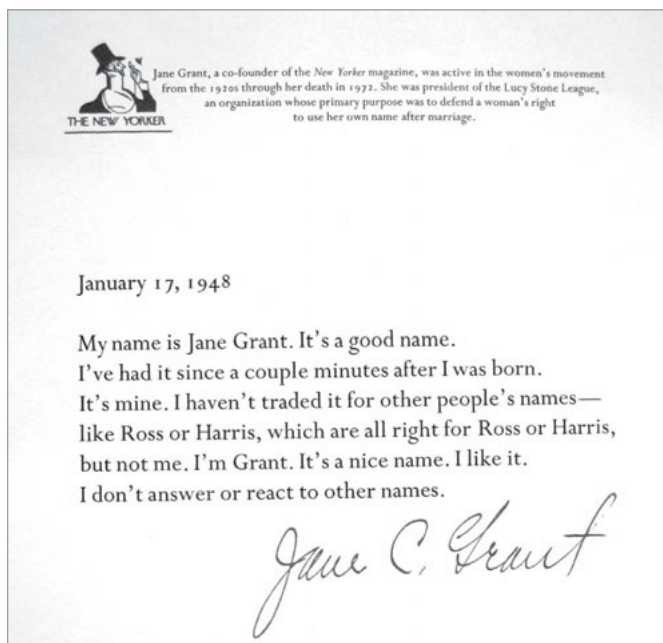 Jane Grant, a co-founder of the New Yorker magazine, was active in the women's movement
from the 1920s through her death in 1972. She was president of the Lucy Stone League,
an organization whose primary purpose was to defend a woman's right
to use her own name after marriage.
THE NEW YORKER
January 17, 1948
My name is Jane Grant. It's a good name.
I've had it since a couple minutes after I was born.
It's mine. I haven't traded it for other people's names—
like Ross or Harris, which are all right for Ross or Harris,
but not me. I'm Grant. It's a nice name. I like it.
I don't answer or react to other names.
Jane C. Grant